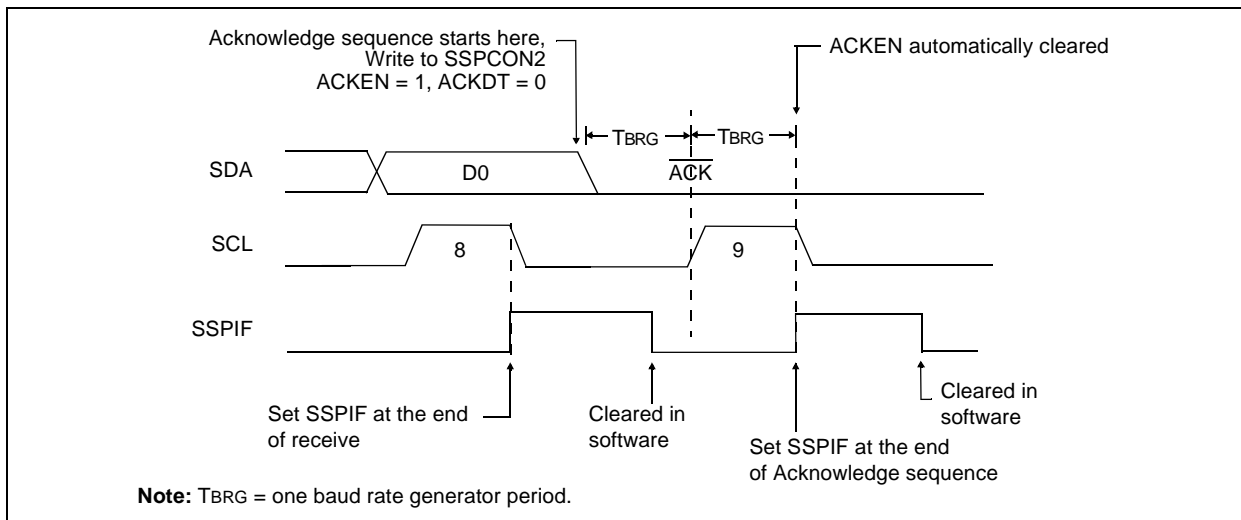 Acknowledge sequence starts here,
Write to SSPCON2
ACKEN = 1, ACKDT = 0
ACKEN automatically cleared
TBRG
TBRG
SDA
D0
ACK
SCL
8
9
SSPIF
Set SSPIF at the end
of receive
Cleared in
software
Set SSPIF at the end
of Acknowledge sequence
Cleared in
software
Note: TBRG = one baud rate generator period.